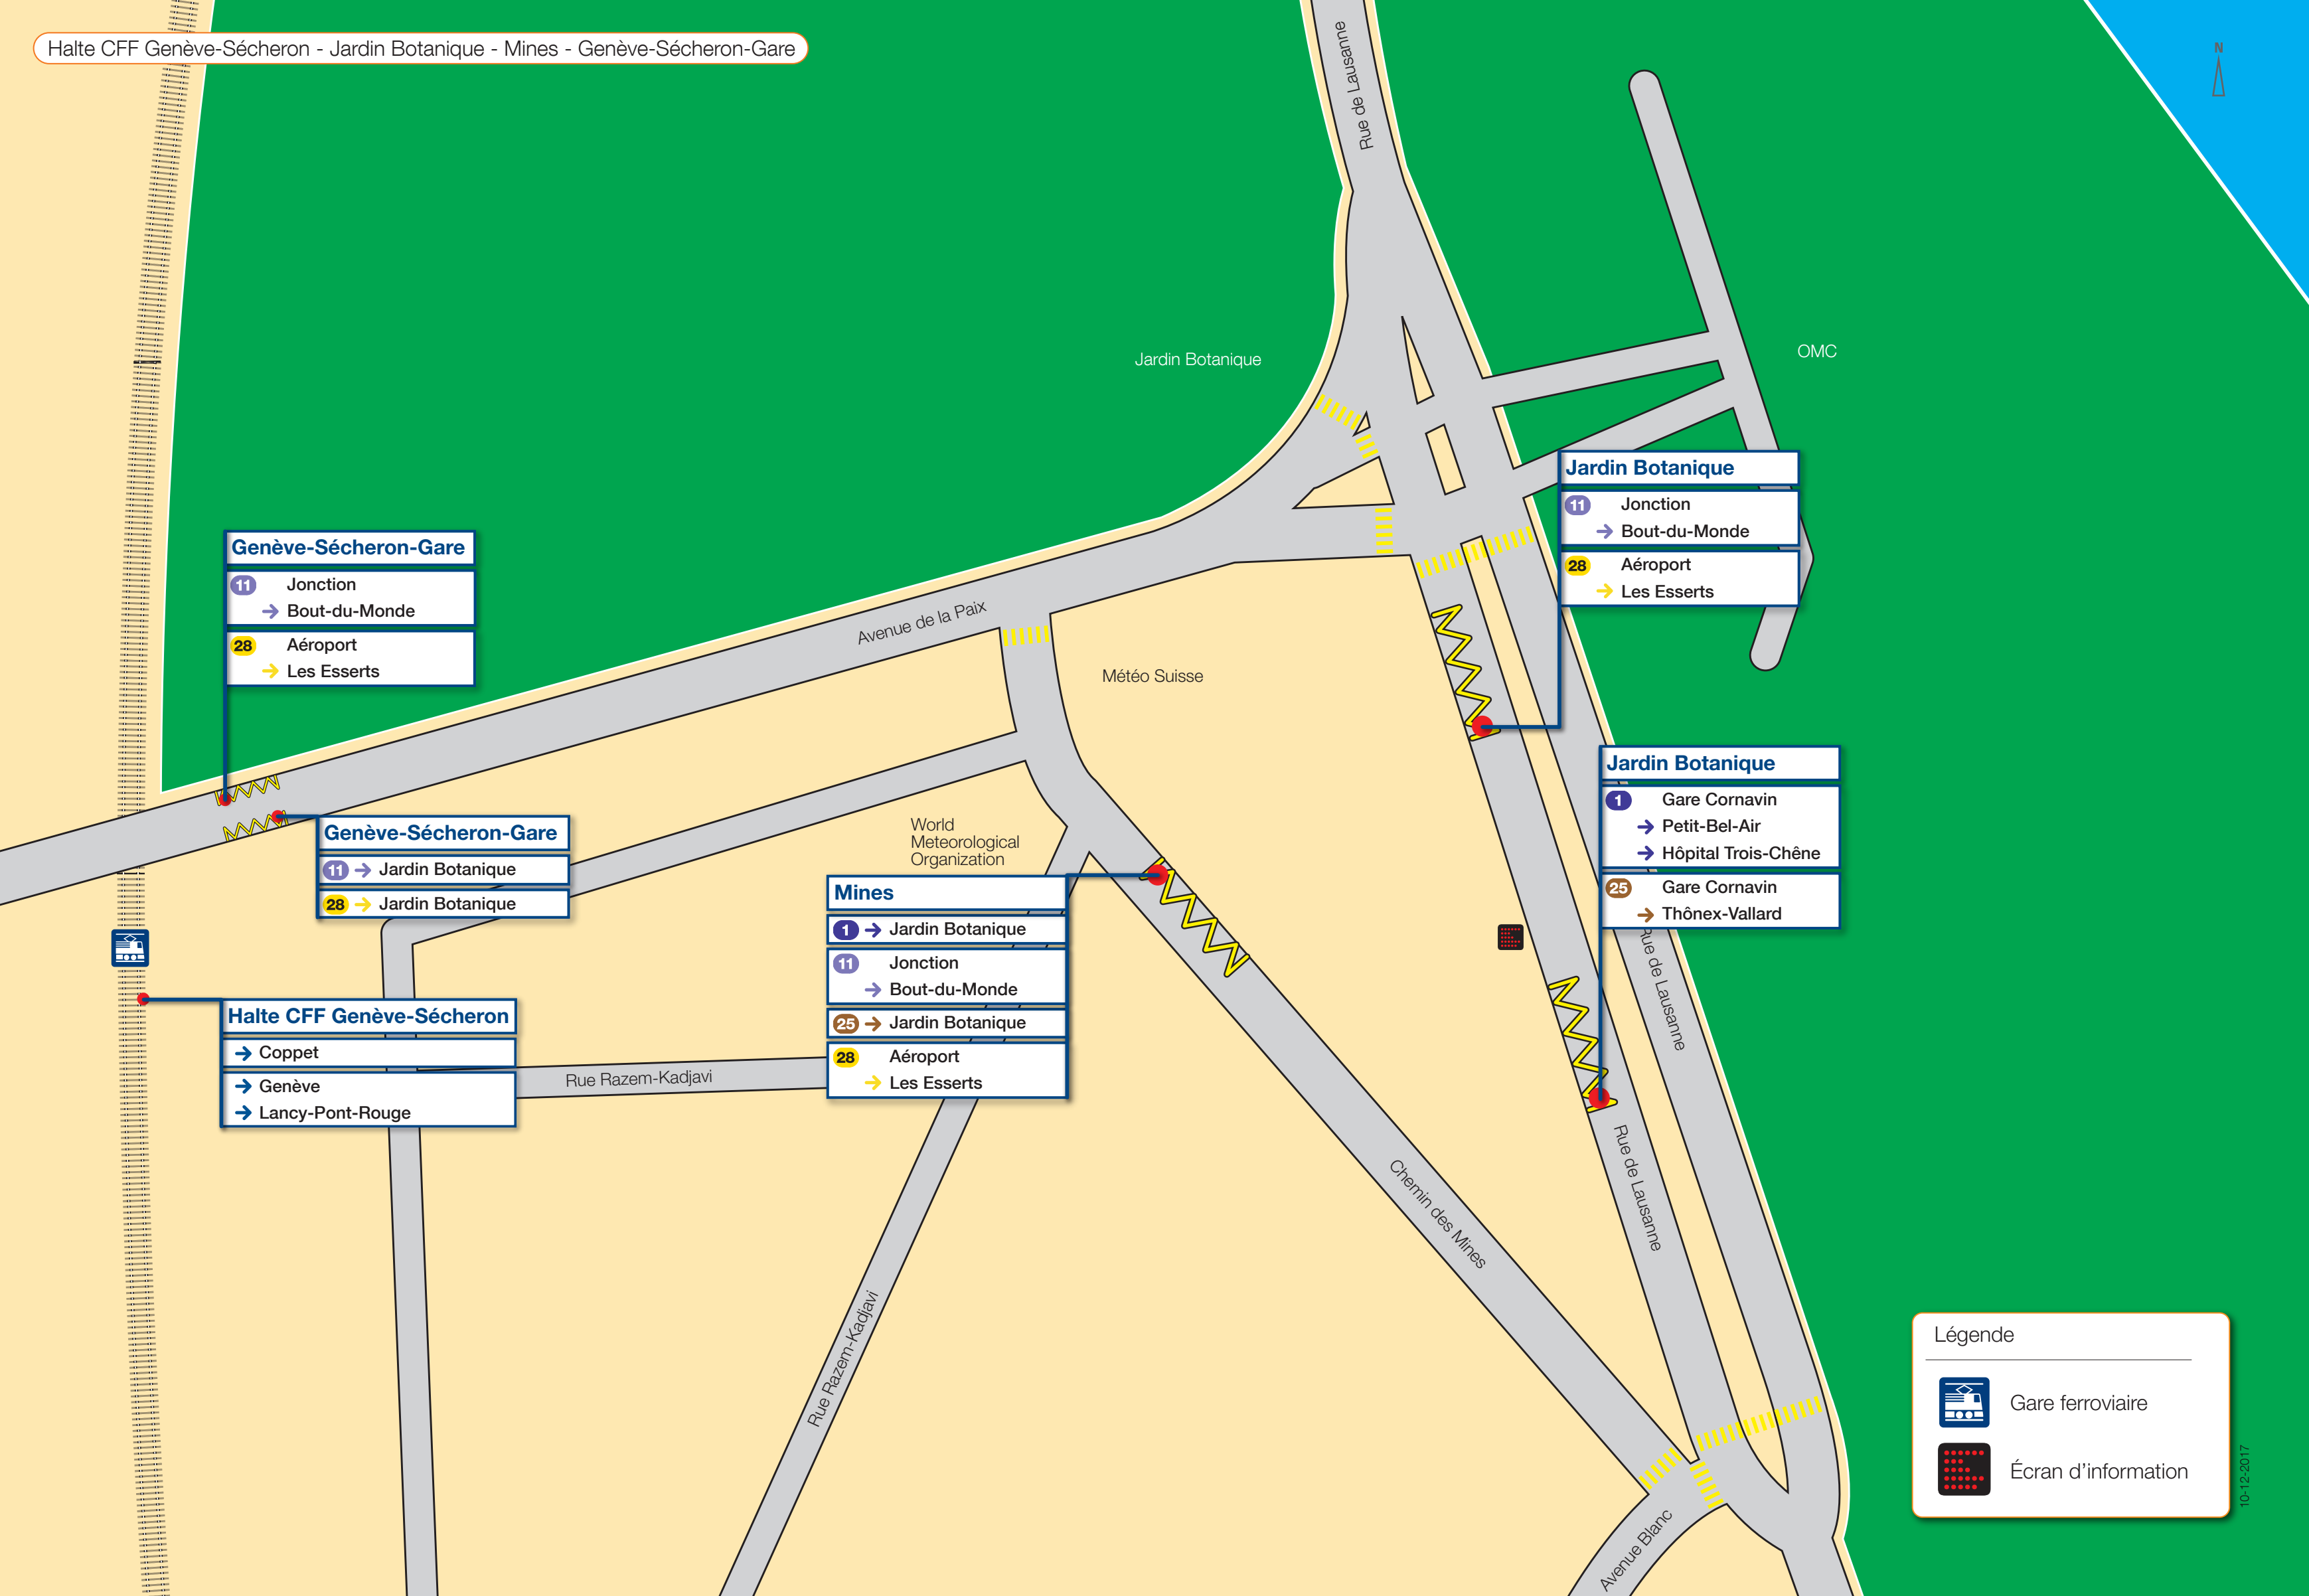 Halte CFF Genève-Sécheron - Jardin Botanique - Mines - Genève-Sécheron-Gare
N
Rue de Lausanne
Jardin Botanique
OMC
Jardin Botanique
11 Jonction
Bout-du-Monde
28 Aéroport
Les Esserts
Genève-Sécheron-Gare
11 Jonction
Bout-du-Monde
28 Aéroport
Les Esserts
Avenue de la Paix
Météo Suisse
Jardin Botanique
1 Gare Cornavin
Petit-Bel-Air
Hôpital Trois-Chêne
25 Gare Cornavin
Thônex-Vallard
Genève-Sécheron-Gare
11 Jardin Botanique
28 Jardin Botanique
World
Meteorological
Organization
Mines
1 Jardin Botanique
11 Jonction
Bout-du-Monde
25 Jardin Botanique
28 Aéroport
Les Esserts
Rue de Lausanne
Halte CFF Genève-Sécheron
Coppet
Genève
Lancy-Pont-Rouge
Rue Razem-Kadjavi
Rue de Lausanne
Chemin des Mines
Rue Razem-Kadjavi
Avenue Blanc
Légende
Gare ferroviaire
Écran d'information
10-12-2017